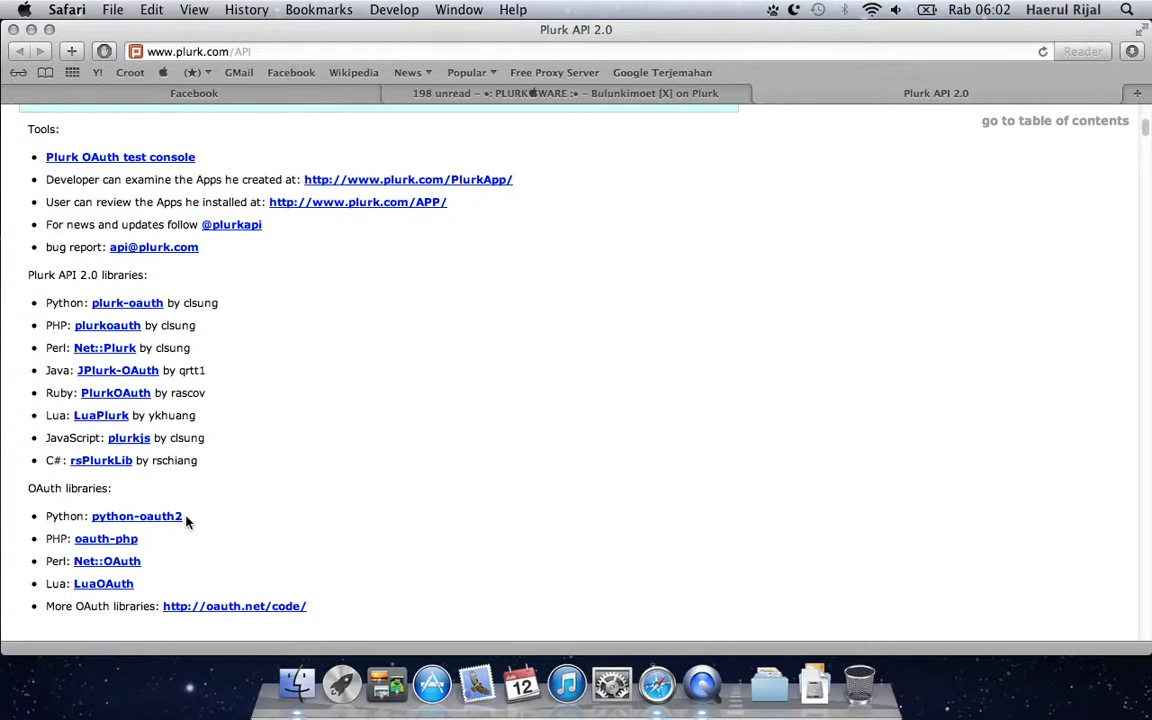 Safari File Edit View History Bookmarks Develop Window Help Rab 06:02 Haerul Rijal
Plurk API 2.0
www.plurk.com/API Reader
Y! Croot (★) GMail Facebook Wikipedia News Popular Free Proxy Server Google Terjemahan
Facebook 198 unread - •: PLURKWARE :• - Bulunkimoet [X] on Plurk Plurk API 2.0
go to table of contents
Tools:
Plurk OAuth test console
Developer can examine the Apps he created at: http://www.plurk.com/PlurkApp/
User can review the Apps he installed at: http://www.plurk.com/APP/
For news and updates follow @plurkapi
bug report: api@plurk.com
Plurk API 2.0 libraries:
Python: plurk-oauth by clsung
PHP: plurkoauth by clsung
Perl: Net::Plurk by clsung
Java: JPlurk-OAuth by qrtt1
Ruby: PlurkOAuth by rascov
Lua: LuaPlurk by ykhuang
JavaScript: plurkjs by clsung
C#: rsPlurkLib by rschiang
OAuth libraries:
Python: python-oauth2
PHP: oauth-php
Perl: Net::OAuth
Lua: LuaOAuth
More OAuth libraries: http://oauth.net/code/
JUN
12